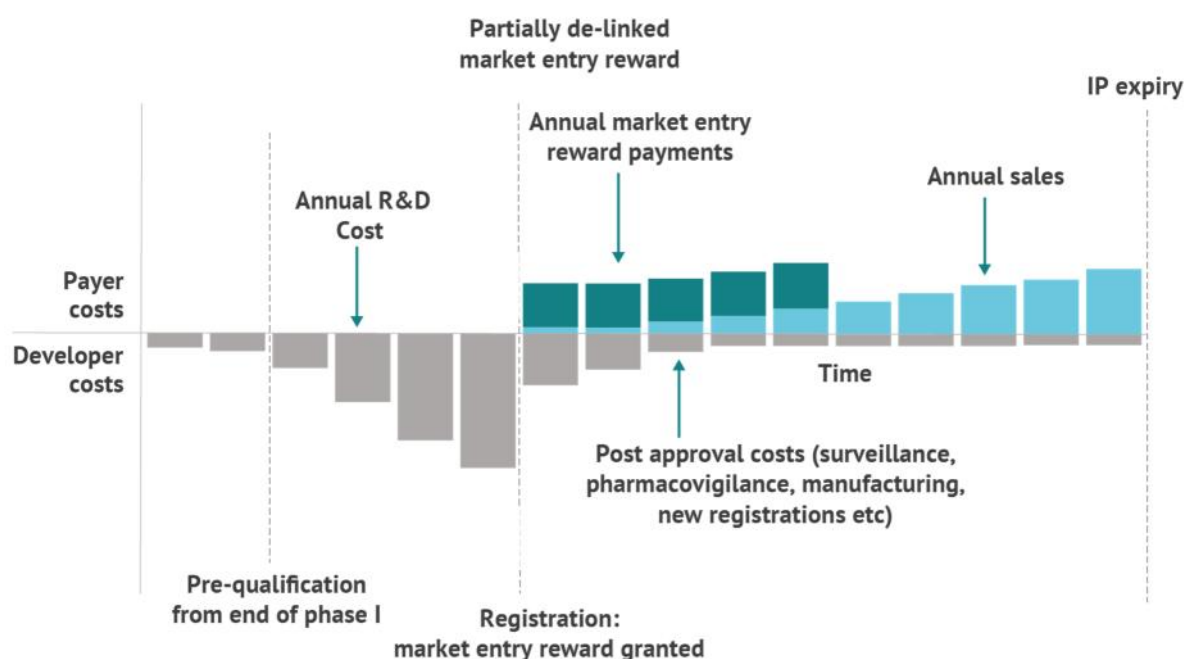 Partially de-linked
market entry reward
IP expiry
Annual market entry
reward payments
Annual sales
Annual R&D
Cost
Payer
costs
Developer
costs
Time
Post approval costs (surveillance,
pharmacovigilance, manufacturing,
new registrations etc)
Pre-qualification
from end of phase I
Registration:
market entry reward granted